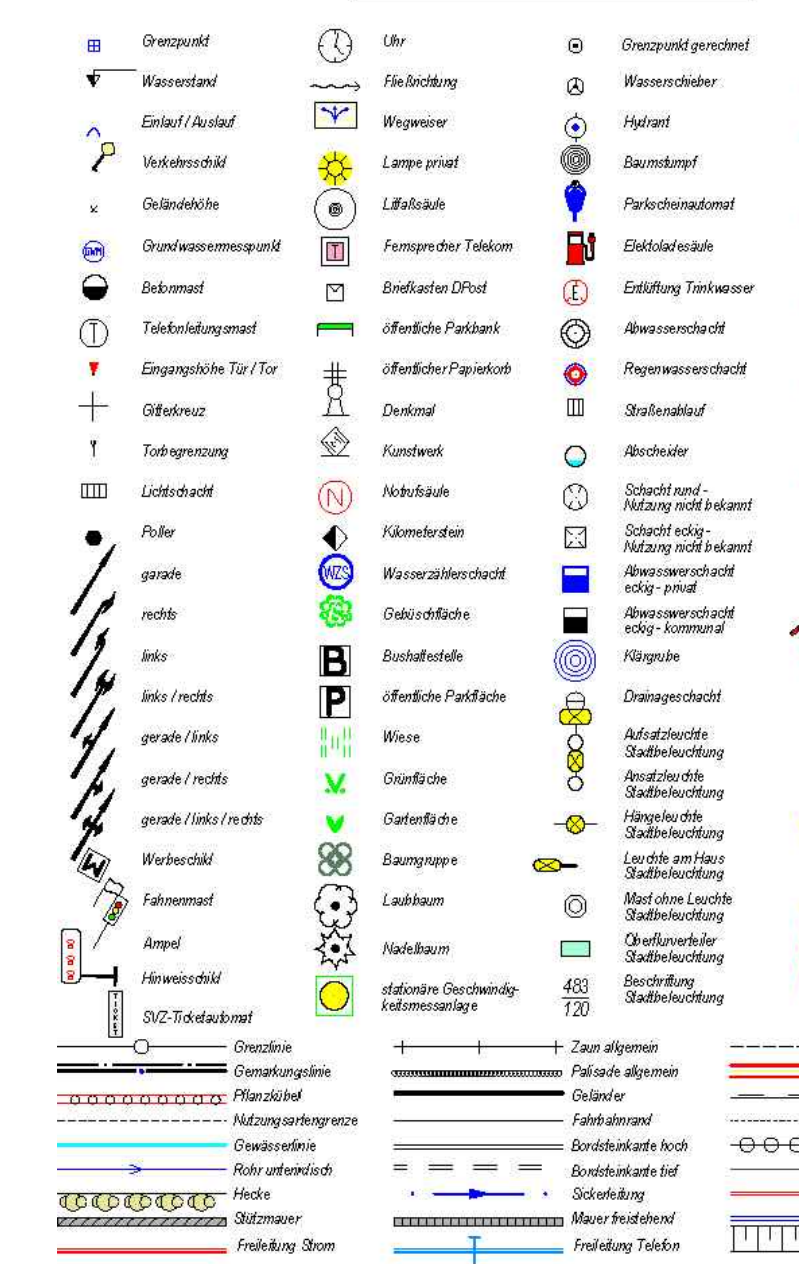 Grenzpunkt
Wasserstand
Einlauf / Auslauf
Verkehrsschild
Geländehöhe
GWM Grundwassermesspunkt
Betonmast
T Telefonleitungsmast
Eingangshöhe Tür / Tor
Gitterkreuz
Torbegrenzung
Lichtschacht
Poller
garade
rechts
links
links / rechts
gerade / links
gerade / rechts
gerade / links / rechts
W Werbeschild
Fahnenmast
Ampel
Hinweisschild
TICKET SVZ-Ticketautomat
Uhr
Fließrichtung
Wegweiser
Lampe privat
Litfaßsäule
T Fernsprecher Telekom
Briefkasten DPost
öffentliche Parkbank
öffentlicher Papierkorb
Denkmal
Kunstwerk
N Notrufsäule
Kilometerstein
WZS Wasserzählerschacht
Gebüschfläche
B Bushaltestelle
P öffentliche Parkfläche
Wiese
Grünfläche
Gartenfläche
Baumgruppe
Laubbaum
Nadelbaum
stationäre Geschwindig-
keitsmessanlage
Grenzpunkt gerechnet
Wasserschieber
Hydrant
Baumstumpf
Parkscheinautomat
Elektoladesäule
E Entlüftung Trinkwasser
Abwasserschacht
Regenwasserschacht
Straßenablauf
Abscheider
Schacht rund -
Nutzung nicht bekannt
Schacht eckig -
Nutzung nicht bekannt
Abwasswerschacht
eckig - privat
Abwasswerschacht
eckig - kommunal
Klärgrube
Drainageschacht
Aufsatzleuchte
Stadtbeleuchtung
Ansatzleuchte
Stadtbeleuchtung
Hängeleuchte
Stadtbeleuchtung
Leuchte am Haus
Stadtbeleuchtung
Mast ohne Leuchte
Stadtbeleuchtung
Oberflurverteiler
Stadtbeleuchtung
483
120
Beschriftung
Stadtbeleuchtung
Grenzlinie
Gemarkungslinie
Pflanzkübel
Nutzungsartengrenze
Gewässerlinie
Rohr unterirdisch
Hecke
Stützmauer
Freileitung Strom
Zaun allgemein
Palisade allgemein
Geländer
Fahrbahnrand
Bordsteinkante hoch
Bordsteinkante tief
Sickerleitung
Mauer freistehend
Freileitung Telefon